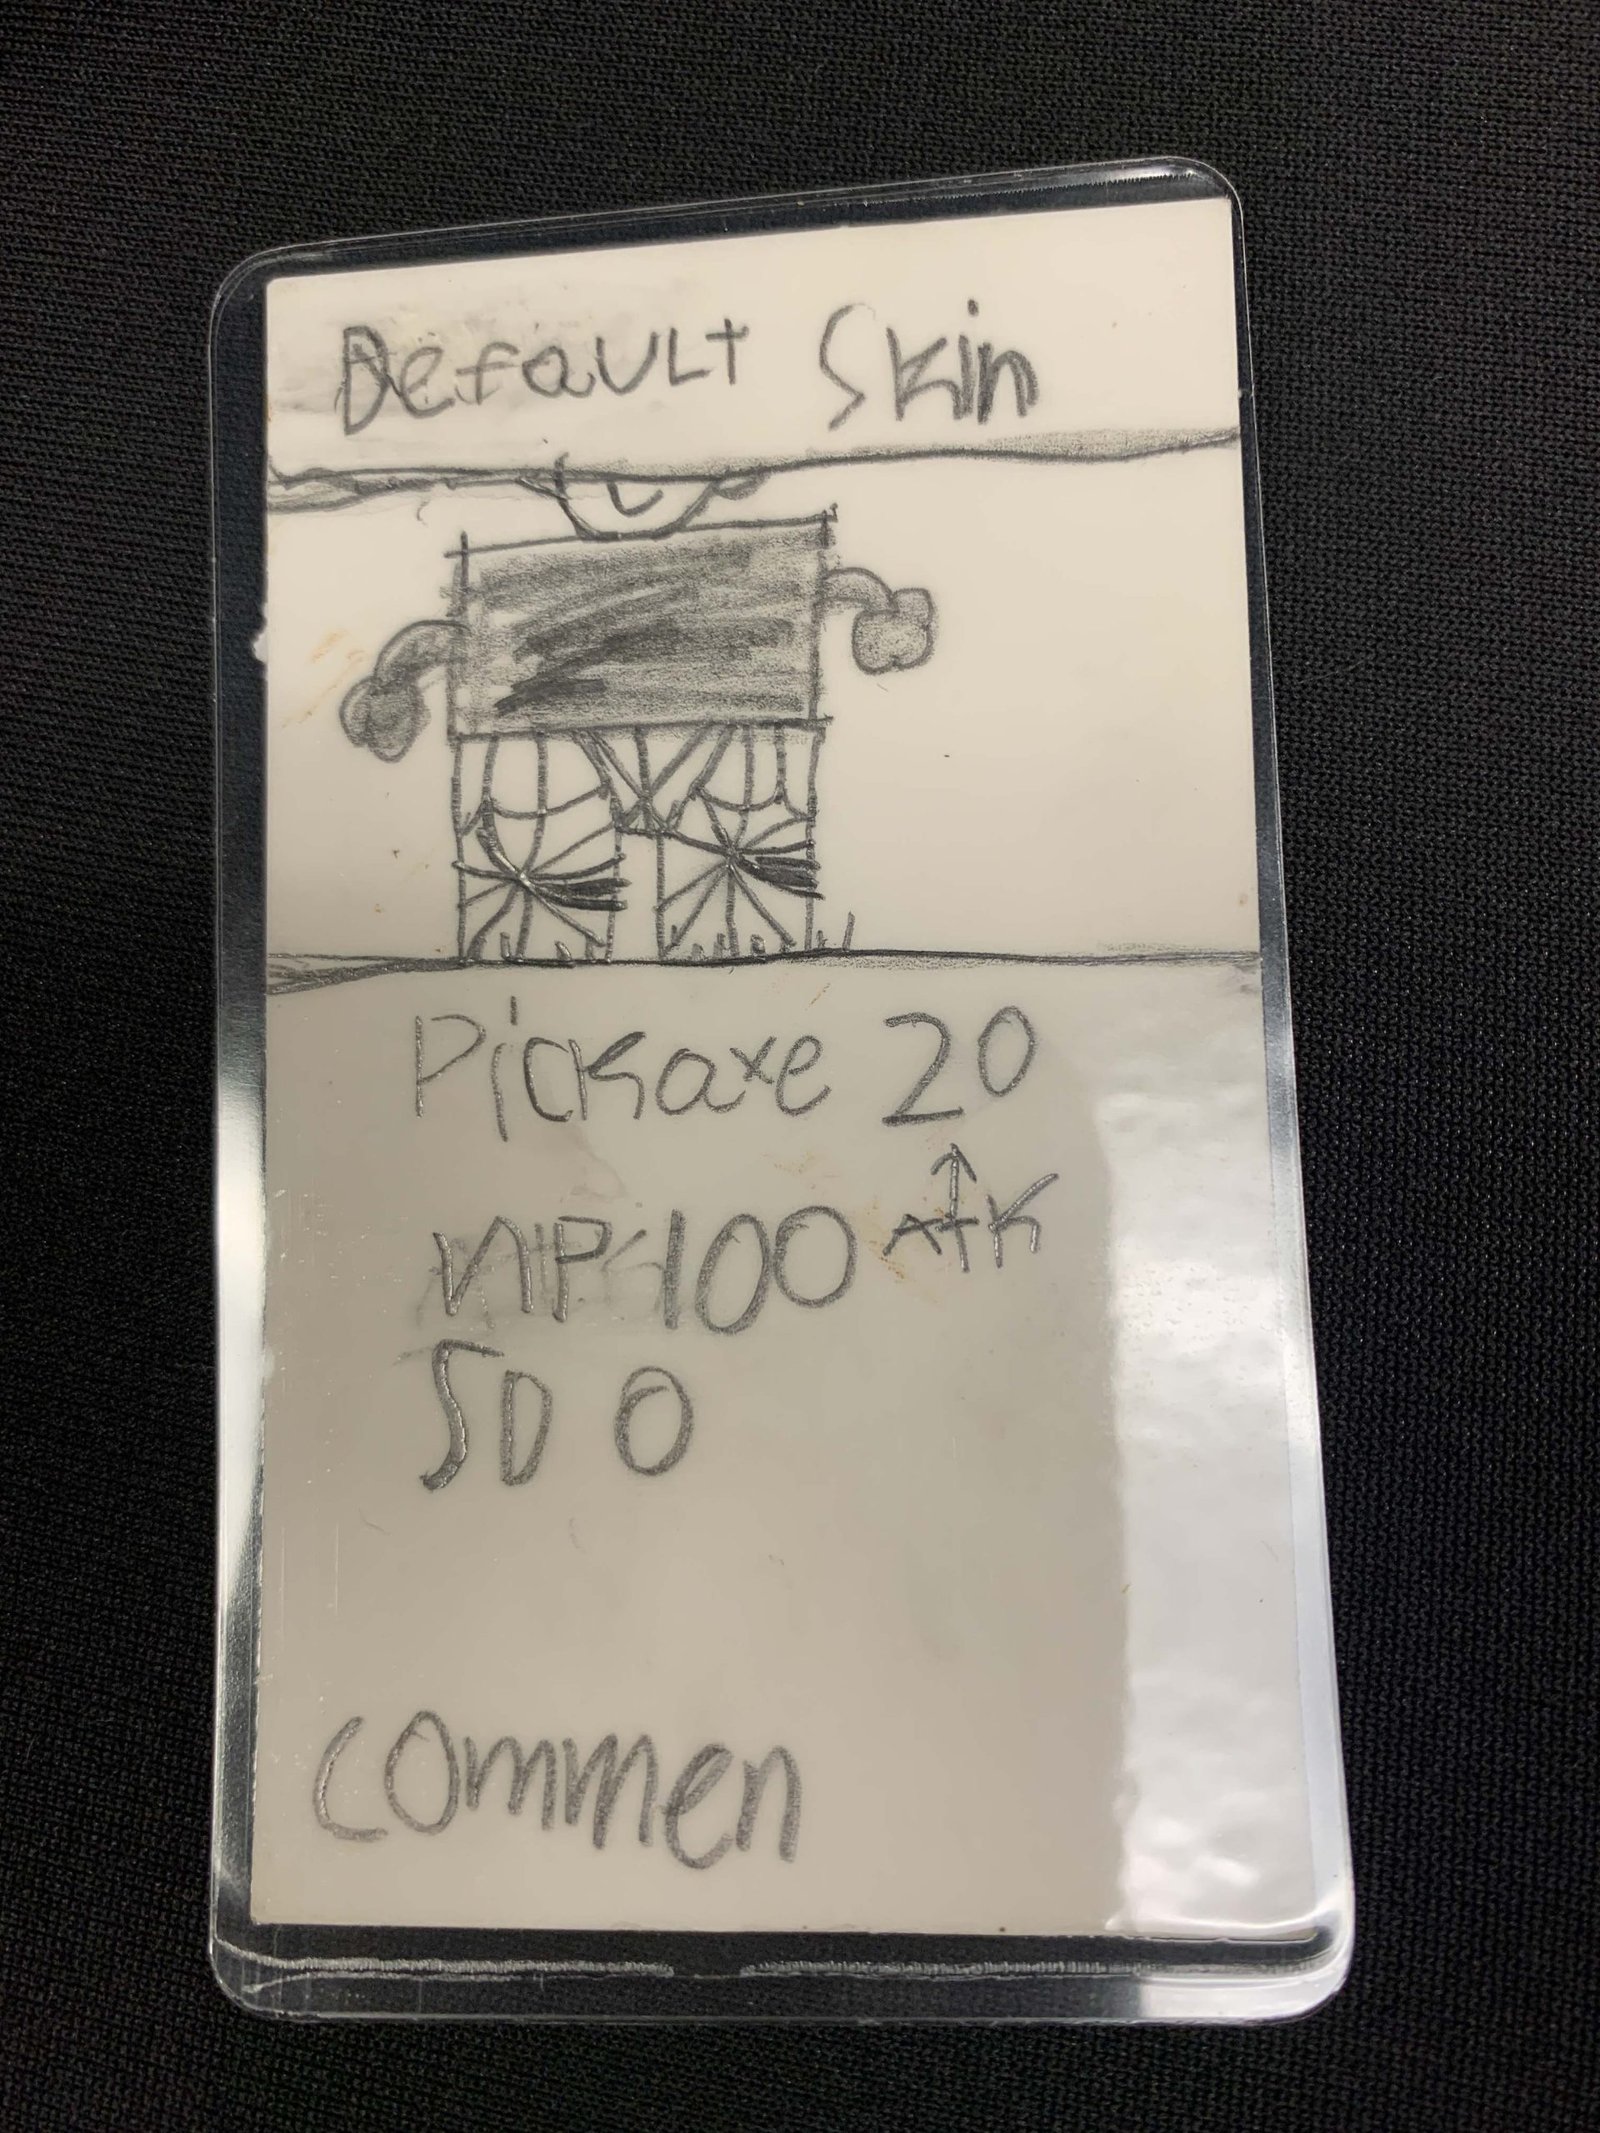 Default Skin
Pickaxe 20
HP 100 ATK
SD 0
commen